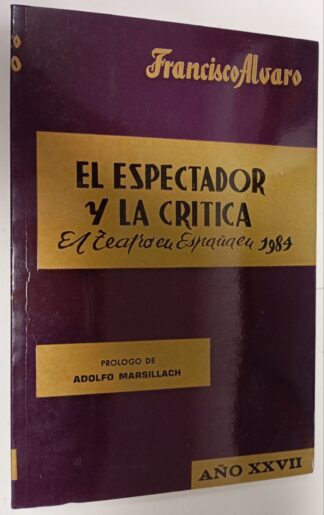 Francisco Alvaro
EL ESPECTADOR
Y LA CRITICA
El Teatro en España en 1984
PROLOGO DE
ADOLFO MARSILLACH
AÑO XXVII